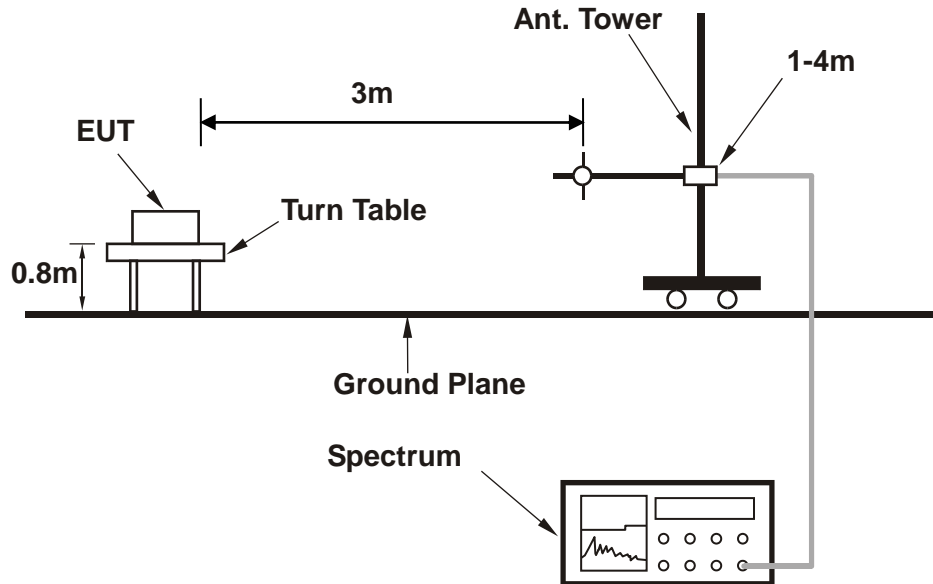 Ant. Tower
1-4m
3m
EUT
Turn Table
0.8m
Ground Plane
Spectrum